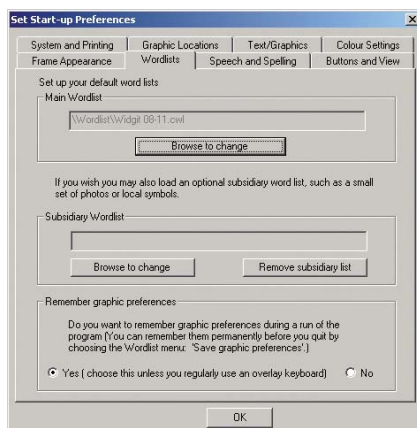 Set Start-up Preferences
System and Printing Graphic Locations Text/Graphics Colour Settings
Frame Appearance Wordlists Speech and Spelling Buttons and View
Set up your default word lists
Main Wordlist
\Wordlist\Widgit 08-11.cwl
Browse to change
If you wish you may also load an optional subsidiary word list, such as a small
set of photos or local symbols.
Subsidiary Wordlist
Browse to change Remove subsidiary list
Remember graphic preferences
Do you want to remember graphic preferences during a run of the
program (You can remember them permanently before you quit by
choosing the Wordlist menu: 'Save graphic preferences'.)
Yes ( choose this unless you regularly use an overlay keyboard) No
OK